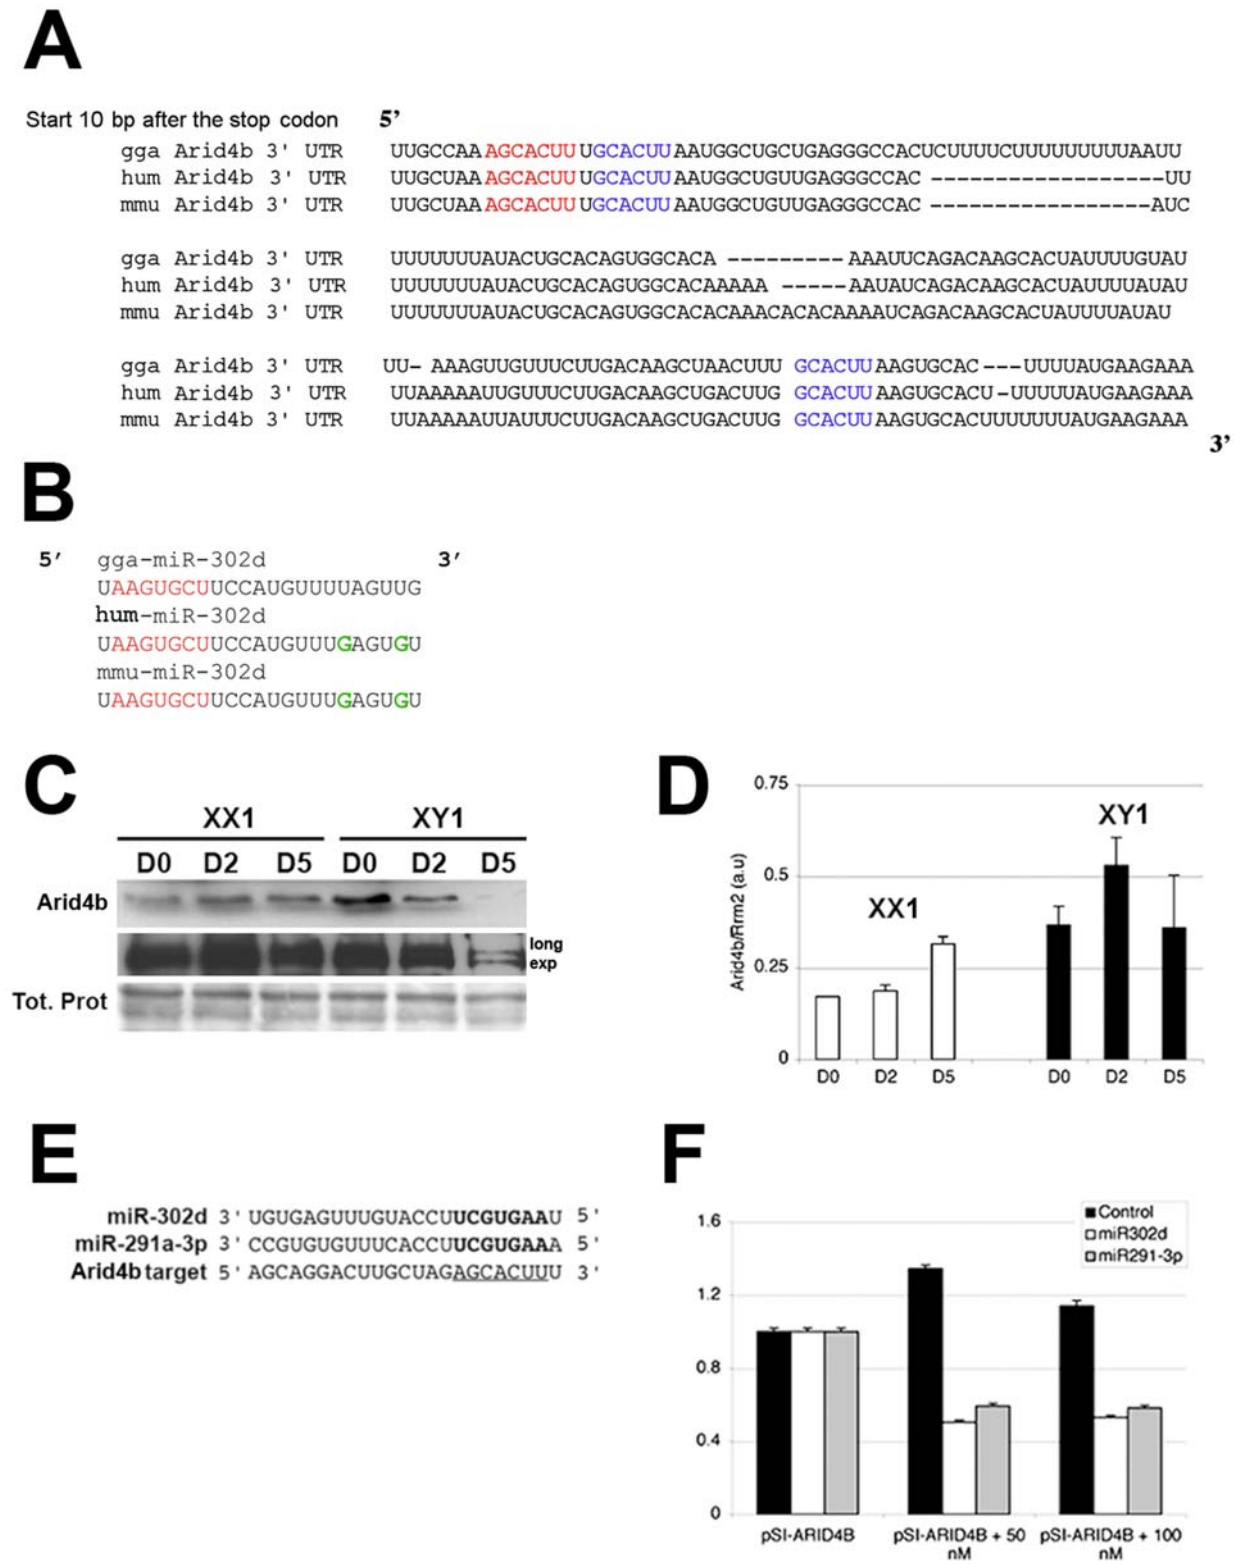 A
Start 10 bp after the stop codon 5’
gga Arid4b 3' UTR UUGCCAAAGCACUUUGCACUUAAUGGCUGCUGAGGGCCACUCUUUUCUUUUUUUUUAAUU
hum Arid4b 3' UTR UUGCUAAAGCACUUUGCACUUAAUGGCUGUUGAGGGCCAC -----------------UU
mmu Arid4b 3' UTR UUGCUAAAGCACUUUGCACUUAAUGGCUGUUGAGGGCCAC ----------------AUC
gga Arid4b 3' UTR UUUUUUUAUACUGCACAGUGGCACA --------- AAAUUCAGACAAGCACUAUUUUGUAU
hum Arid4b 3' UTR UUUUUUUAUACUGCACAGUGGCACAAAAA -----AAUAUCAGACAAGCACUAUUUUAUAU
mmu Arid4b 3' UTR UUUUUUUAUACUGCACAGUGGCACACAAACACACAAAAUCAGACAAGCACUAUUUUAUAU
gga Arid4b 3' UTR UU- AAAGUUGUUUCUUGACAAGCUAACUUU GCACUUAAGUGCAC---UUUUAUGAAGAAA
hum Arid4b 3' UTR UUAAAAAUUGUUUCUUGACAAGCUGACUUG GCACUUAAGUGCACU-UUUUUAUGAAGAAA
mmu Arid4b 3' UTR UUAAAAAUUAUUUCUUGACAAGCUGACUUG GCACUUAAGUGCACUUUUUUUAUGAAGAAA
3’
B
5’ gga-miR-302d 3’
UAAGUGCUUCCAUGUUUUAGUUG
hum-miR-302d
UAAGUGCUUCCAUGUUUGAGUGU
mmu-miR-302d
UAAGUGCUUCCAUGUUUGAGUGU
C
XX1 XY1
D0 D2 D5 D0 D2 D5
Arid4b
long
exp
Tot. Prot
D
Arid4b/Rrm2 (a.u)
0.75
0.5
0.25
0
XX1
XY1
D0 D2 D5 D0 D2 D5
E
miR-302d 3' UGUGAGUUUGUACCUUCGUGAAU 5'
miR-291a-3p 3' CCGUGUGUUUCACCUUCGUGAAA 5'
Arid4b target 5' AGCAGGACUUGCUAGAGCACUUU 3'
F
1.6
1.2
0.8
0.4
0
Control
miR302d
miR291-3p
pSI-ARID4B pSI-ARID4B + 50 nM pSI-ARID4B + 100 nM